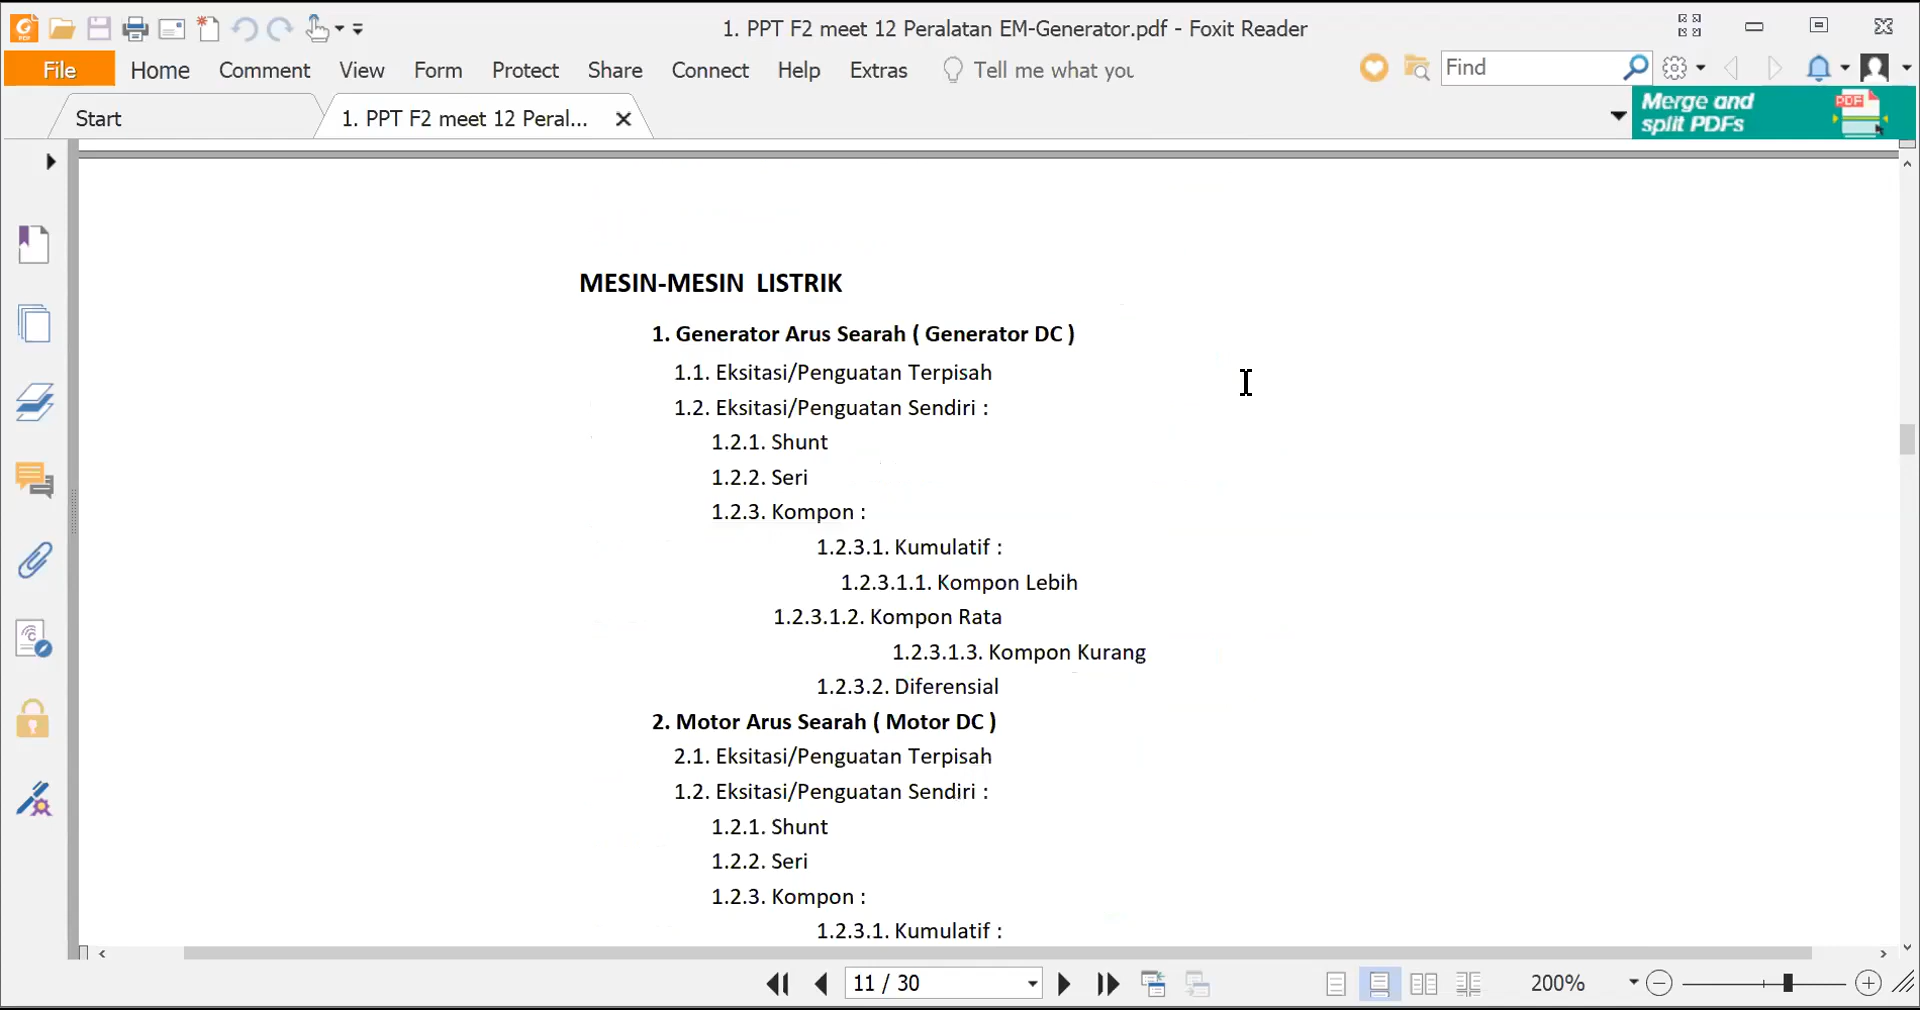 1. PPT F2 meet 12 Peralatan EM-Generator.pdf - Foxit Reader
File Home Comment View Form Protect Share Connect Help Extras Tell me what you Find
Start 1. PPT F2 meet 12 Peral... Merge and
split PDFs
PDF
MESIN-MESIN LISTRIK
1. Generator Arus Searah ( Generator DC )
1.1. Eksitasi/Penguatan Terpisah
1.2. Eksitasi/Penguatan Sendiri :
1.2.1. Shunt
1.2.2. Seri
1.2.3. Kompon :
1.2.3.1. Kumulatif :
1.2.3.1.1. Kompon Lebih
1.2.3.1.2. Kompon Rata
1.2.3.1.3. Kompon Kurang
1.2.3.2. Diferensial
2. Motor Arus Searah ( Motor DC )
2.1. Eksitasi/Penguatan Terpisah
1.2. Eksitasi/Penguatan Sendiri :
1.2.1. Shunt
1.2.2. Seri
1.2.3. Kompon :
1.2.3.1. Kumulatif :
11 / 30 200%